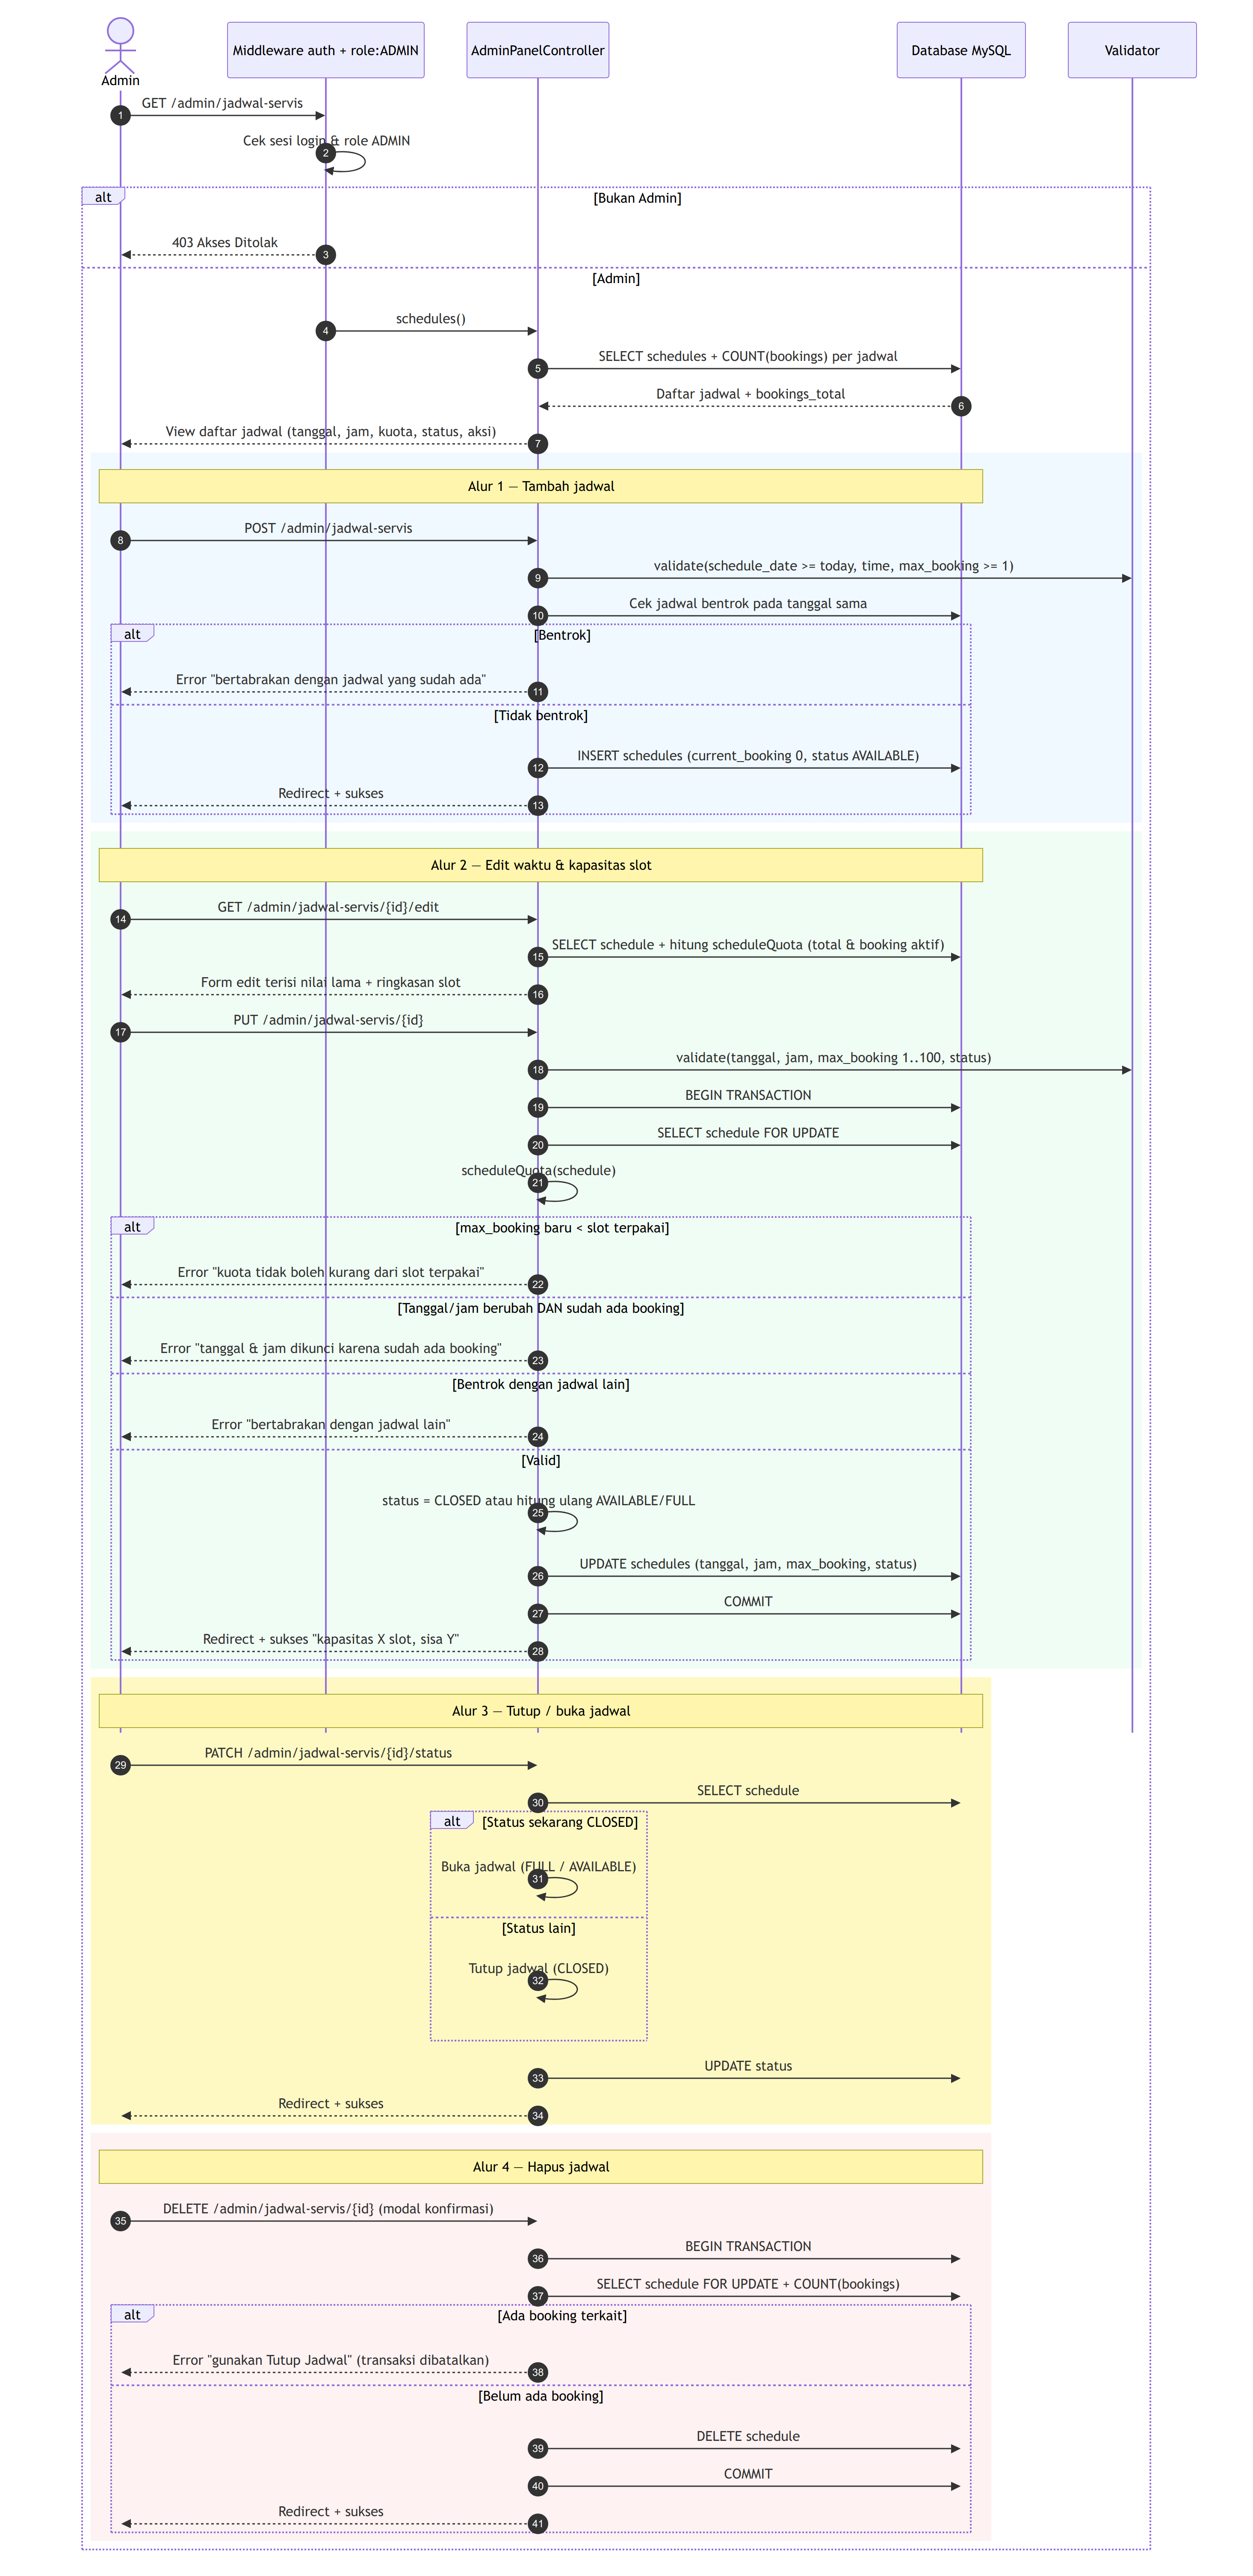 Admin
Middleware auth + role:ADMIN
AdminPanelController
Database MySQL
Validator
1
GET /admin/jadwal-servis
Cek sesi login & role ADMIN
2
alt
[Bukan Admin]
403 Akses Ditolak
3
[Admin]
schedules()
4
SELECT schedules + COUNT(bookings) per jadwal
5
Daftar jadwal + bookings_total
6
View daftar jadwal (tanggal, jam, kuota, status, aksi)
7
Alur 1 — Tambah jadwal
POST /admin/jadwal-servis
8
validate(schedule_date >= today, time, max_booking >= 1)
9
Cek jadwal bentrok pada tanggal sama
10
alt
[Bentrok]
Error "bertabrakan dengan jadwal yang sudah ada"
11
[Tidak bentrok]
INSERT schedules (current_booking 0, status AVAILABLE)
12
Redirect + sukses
13
Alur 2 — Edit waktu & kapasitas slot
GET /admin/jadwal-servis/{id}/edit
14
SELECT schedule + hitung scheduleQuota (total & booking aktif)
15
Form edit terisi nilai lama + ringkasan slot
16
PUT /admin/jadwal-servis/{id}
17
validate(tanggal, jam, max_booking 1..100, status)
18
BEGIN TRANSACTION
19
SELECT schedule FOR UPDATE
20
scheduleQuota(schedule)
21
alt
[max_booking baru < slot terpakai]
Error "kuota tidak boleh kurang dari slot terpakai"
22
[Tanggal/jam berubah DAN sudah ada booking]
Error "tanggal & jam dikunci karena sudah ada booking"
23
[Bentrok dengan jadwal lain]
Error "bertabrakan dengan jadwal lain"
24
[Valid]
status = CLOSED atau hitung ulang AVAILABLE/FULL
25
UPDATE schedules (tanggal, jam, max_booking, status)
26
COMMIT
27
Redirect + sukses "kapasitas X slot, sisa Y"
28
Alur 3 — Tutup / buka jadwal
PATCH /admin/jadwal-servis/{id}/status
29
SELECT schedule
30
alt
[Status sekarang CLOSED]
Buka jadwal (FULL / AVAILABLE)
31
[Status lain]
Tutup jadwal (CLOSED)
32
UPDATE status
33
Redirect + sukses
34
Alur 4 — Hapus jadwal
DELETE /admin/jadwal-servis/{id} (modal konfirmasi)
35
BEGIN TRANSACTION
36
SELECT schedule FOR UPDATE + COUNT(bookings)
37
alt
[Ada booking terkait]
Error "gunakan Tutup Jadwal" (transaksi dibatalkan)
38
[Belum ada booking]
DELETE schedule
39
COMMIT
40
Redirect + sukses
41